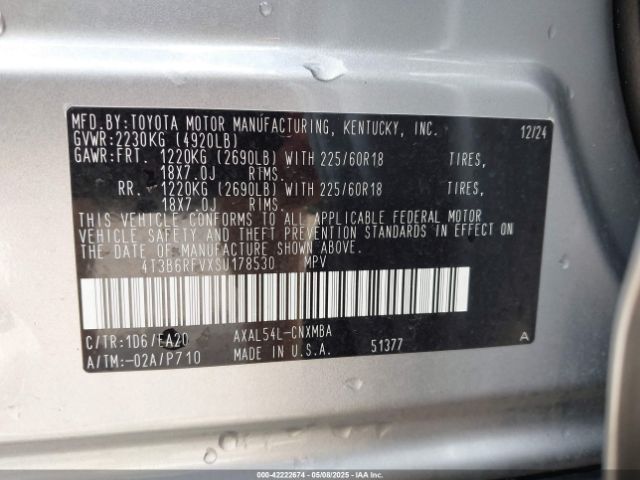 MFD.BY:TOYOTA MOTOR MANUFACTURING, KENTUCKY, INC. 12/24
GVWR:2230KG (4920LB)
GAWR:FRT. 1220KG (2690LB) WITH 225/60R18 TIRES,
18X7.0J RIMS.
RR. 1220KG (2690LB) WITH 225/60R18 TIRES,
18X7.0J RIMS.
THIS VEHICLE CONFORMS TO ALL APPLICABLE FEDERAL MOTOR
VEHICLE SAFETY AND THEFT PREVENTION STANDARDS IN EFFECT ON
THE DATE OF MANUFACTURE SHOWN ABOVE.
4T3B6RFVXSU178530 MPV
C/TR:1D6/EA20 AXAL54L-CNXMBA A
A/TM:-02A/P710 MADE IN U.S.A. 51377
000-42222674 05/08/2025 IAAI.COM